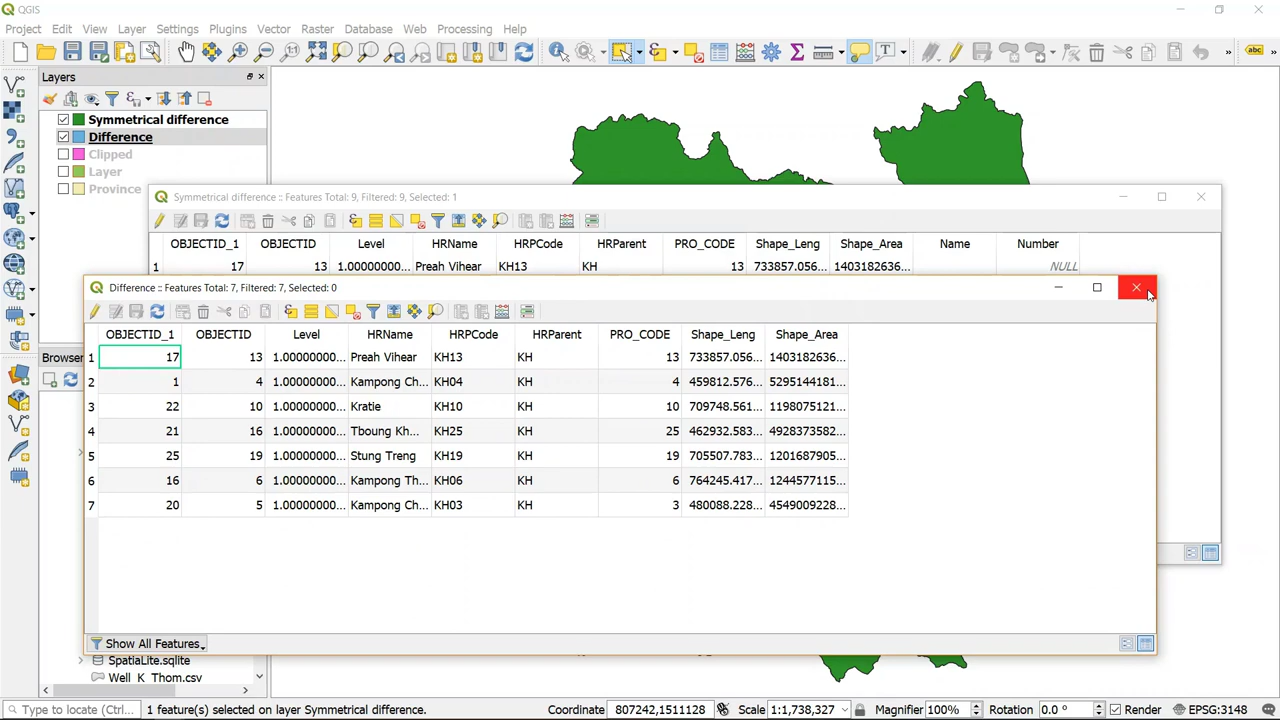 QGIS
Project Edit View Layer Settings Plugins Vector Raster Database Web Processing Help
abc
Layers
Symmetrical difference
Difference
Clipped
Layer
Province
Symmetrical difference :: Features Total: 9, Filtered: 9, Selected: 1
OBJECTID_1 OBJECTID Level HRName HRPCode HRParent PRO_CODE Shape_Leng Shape_Area Name Number
1 17 13 1.00000000... Preah Vihear KH13 KH 13 733857.056... 1403182636... NULL
Difference :: Features Total: 7, Filtered: 7, Selected: 0
OBJECTID_1 OBJECTID Level HRName HRPCode HRParent PRO_CODE Shape_Leng Shape_Area
1 17 13 1.00000000... Preah Vihear KH13 KH 13 733857.056... 1403182636...
2 1 4 1.00000000... Kampong Ch... KH04 KH 4 459812.576... 5295144181...
3 22 10 1.00000000... Kratie KH10 KH 10 709748.561... 1198075121...
4 21 16 1.00000000... Tboung Kh... KH25 KH 25 462932.583... 4928373582...
5 25 19 1.00000000... Stung Treng KH19 KH 19 705507.783... 1201687905...
6 16 6 1.00000000... Kampong Th... KH06 KH 6 764245.417... 1244577115...
7 20 5 1.00000000... Kampong Ch... KH03 KH 3 480088.228... 4549009228...
Show All Features
Browser
SpatiaLite.sqlite
Well_K_Thom.csv
Type to locate (Ctrl... 1 feature(s) selected on layer Symmetrical difference. Coordinate 807242,1511128 Scale 1:1,738,327 Magnifier 100% Rotation 0.0 ° Render EPSG:3148